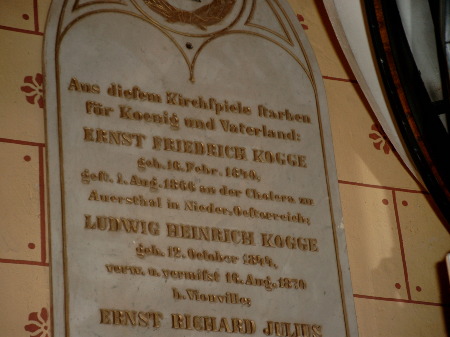 Aus diesem Kirchspiele starben
für Koenig und Vaterland:
ERNST FRIEDRICH KOGGE
geb. 16. Febr. 1840,
gest. 1. Aug. 1866 an der Cholera zu
Auersthal in Nieder-Oesterreich;
LUDWIG HEINRICH KOGGE
geb. 12. October 1844,
verw. u. vermisst 16. Aug. 1870
b. Vionville;
ERNST RICHARD JULIUS